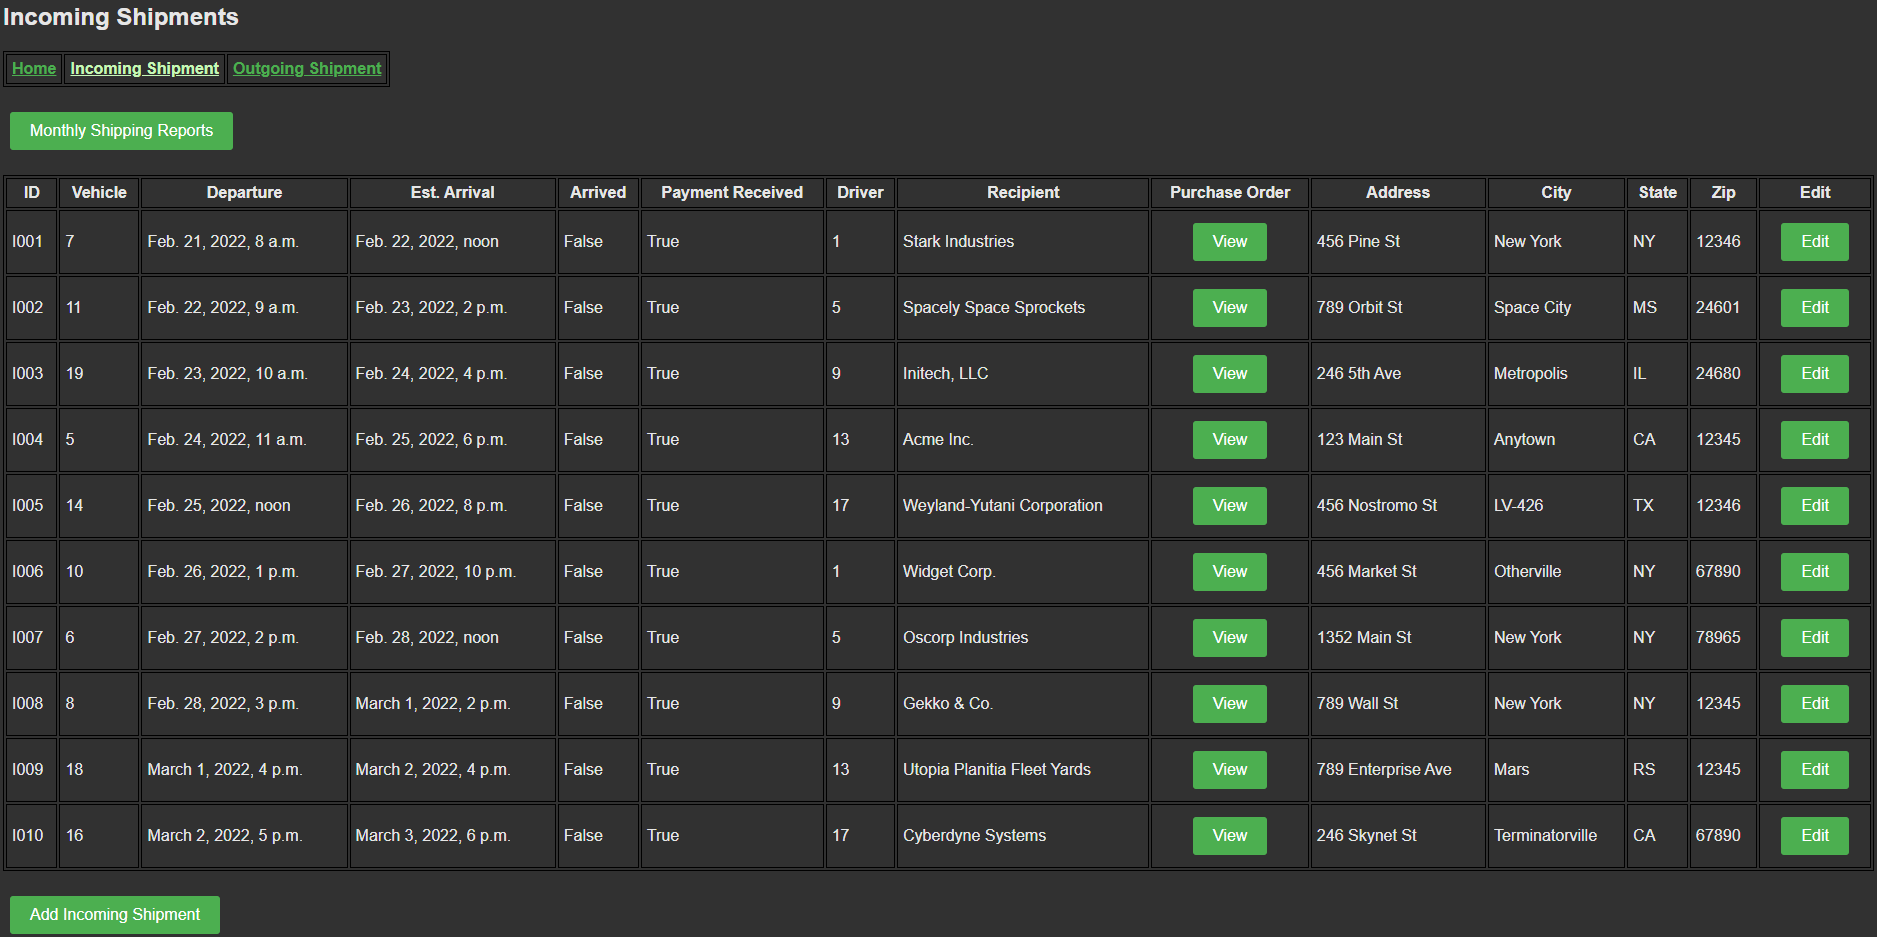 Incoming Shipments
Home Incoming Shipment Outgoing Shipment
Monthly Shipping Reports
ID Vehicle Departure Est. Arrival Arrived Payment Received Driver Recipient Purchase Order Address City State Zip Edit
I001 7 Feb. 21, 2022, 8 a.m. Feb. 22, 2022, noon False True 1 Stark Industries View 456 Pine St New York NY 12346 Edit
I002 11 Feb. 22, 2022, 9 a.m. Feb. 23, 2022, 2 p.m. False True 5 Spacely Space Sprockets View 789 Orbit St Space City MS 24601 Edit
I003 19 Feb. 23, 2022, 10 a.m. Feb. 24, 2022, 4 p.m. False True 9 Initech, LLC View 246 5th Ave Metropolis IL 24680 Edit
I004 5 Feb. 24, 2022, 11 a.m. Feb. 25, 2022, 6 p.m. False True 13 Acme Inc. View 123 Main St Anytown CA 12345 Edit
I005 14 Feb. 25, 2022, noon Feb. 26, 2022, 8 p.m. False True 17 Weyland-Yutani Corporation View 456 Nostromo St LV-426 TX 12346 Edit
I006 10 Feb. 26, 2022, 1 p.m. Feb. 27, 2022, 10 p.m. False True 1 Widget Corp. View 456 Market St Otherville NY 67890 Edit
I007 6 Feb. 27, 2022, 2 p.m. Feb. 28, 2022, noon False True 5 Oscorp Industries View 1352 Main St New York NY 78965 Edit
I008 8 Feb. 28, 2022, 3 p.m. March 1, 2022, 2 p.m. False True 9 Gekko & Co. View 789 Wall St New York NY 12345 Edit
I009 18 March 1, 2022, 4 p.m. March 2, 2022, 4 p.m. False True 13 Utopia Planitia Fleet Yards View 789 Enterprise Ave Mars RS 12345 Edit
I010 16 March 2, 2022, 5 p.m. March 3, 2022, 6 p.m. False True 17 Cyberdyne Systems View 246 Skynet St Terminatorville CA 67890 Edit
Add Incoming Shipment